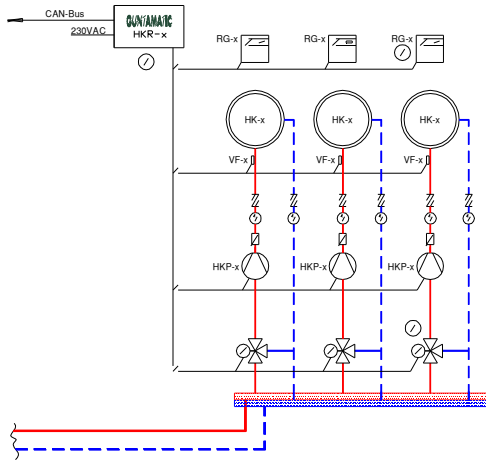 CAN-Bus
230VAC
GUNTAMATIC
HKR-x
RG-x RG-x RG-x
HK-x HK-x HK-x
VF-x VF-x VF-x
HKP-x HKP-x HKP-x